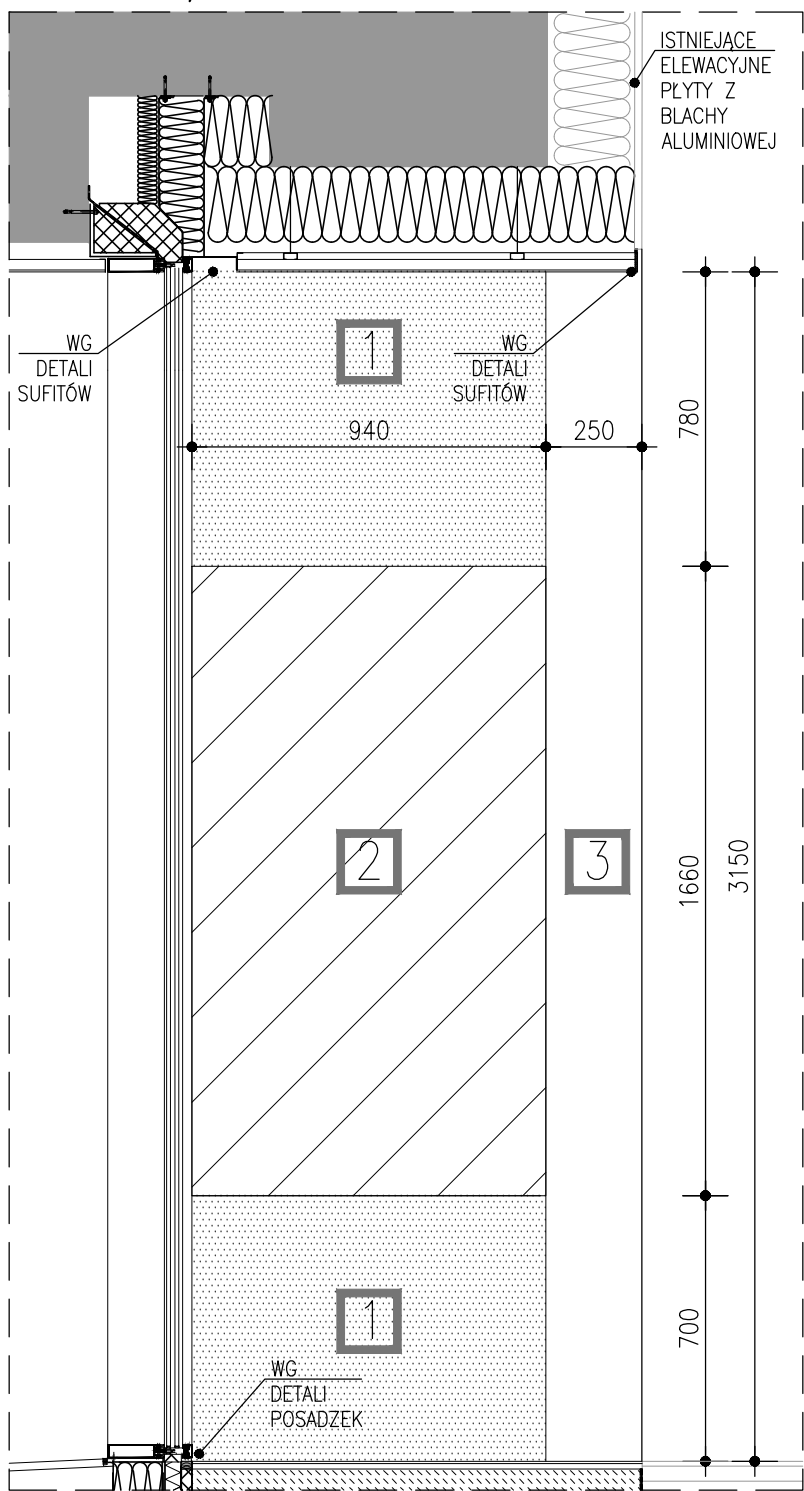 ISTNIEJĄCE
ELEWACYJNE
PŁYTY Z
BLACHY
ALUMINIOWEJ
WG
DETALI
SUFITÓW
1
WG
DETALI
SUFITÓW
940
250
780
2
3
1660
3150
1
700
WG
DETALI
POSADZEK